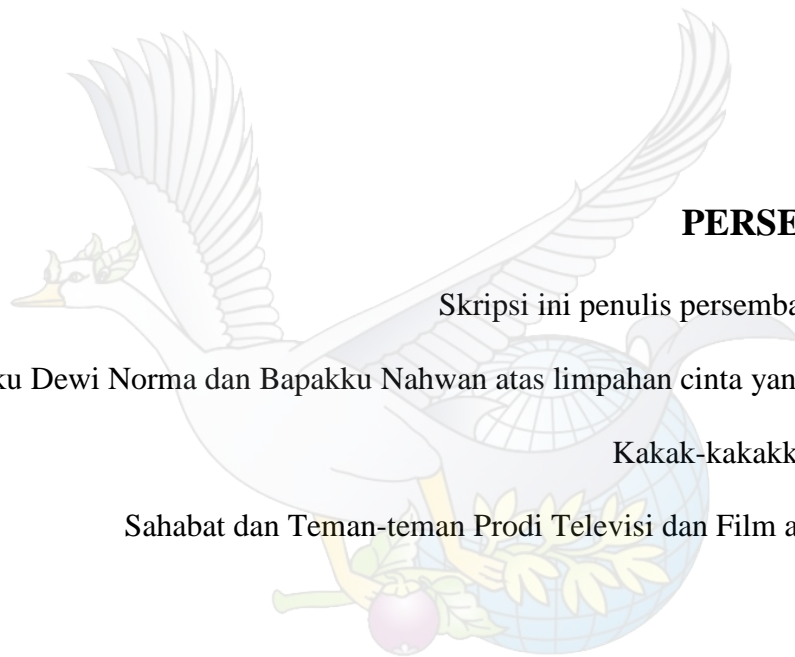 PERSE
Skripsi ini penulis persemba
ku Dewi Norma dan Bapakku Nahwan atas limpahan cinta yan
Kakak-kakakk
Sahabat dan Teman-teman Prodi Televisi dan Film a